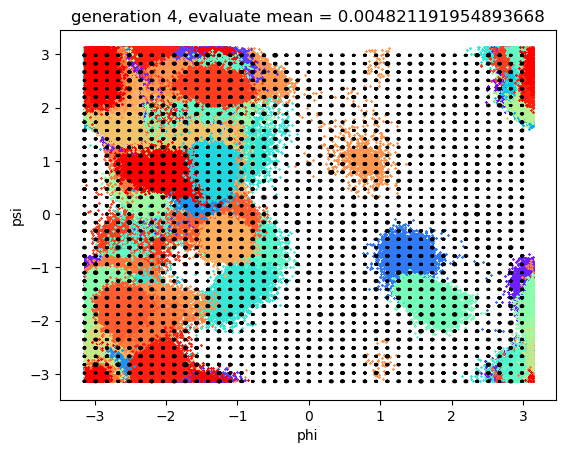 generation 4, evaluate mean = 0.004821191954893668
3
2
1
0
−1
−2
−3
psi
−3 −2 −1 0 1 2 3
phi